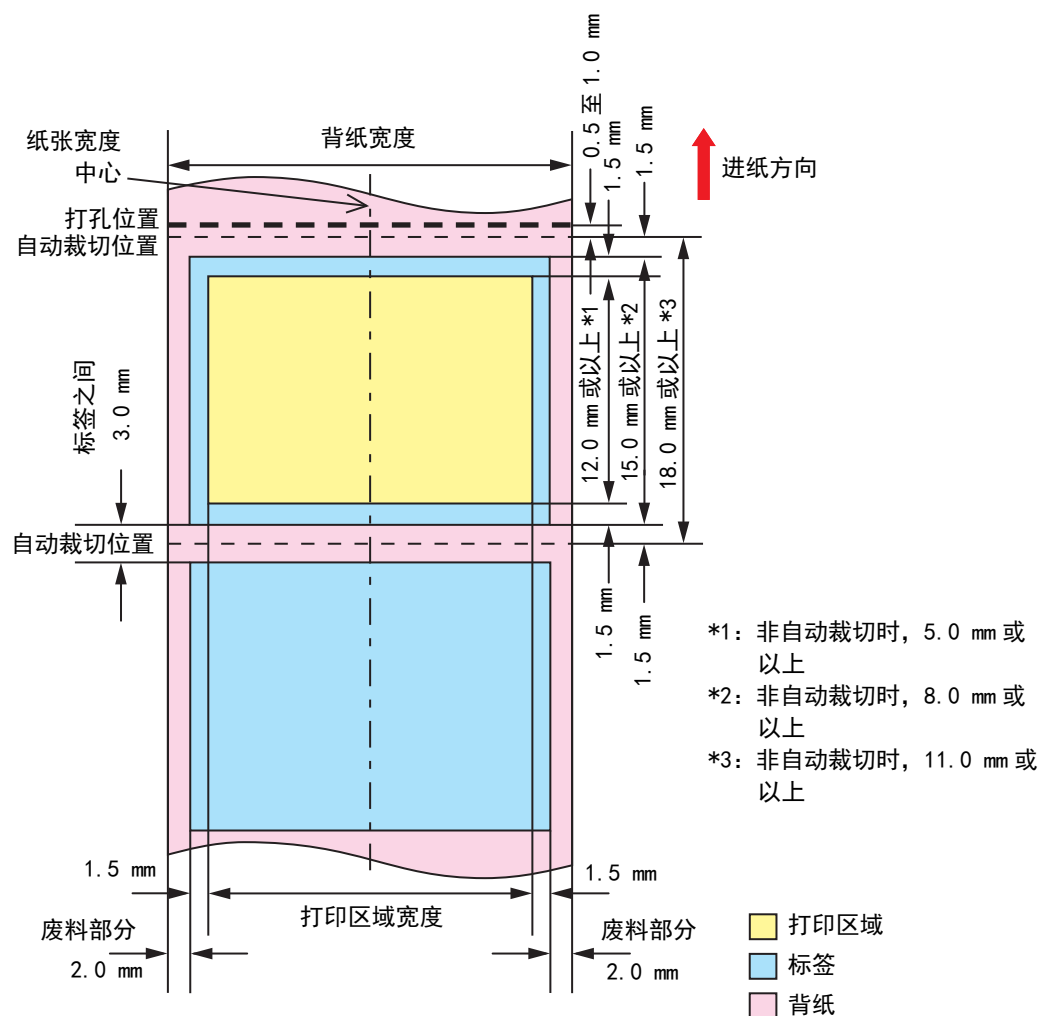 纸张宽度
中心
背纸宽度
0.5 至 1.0 mm
1.5 mm
1.5 mm
进纸方向
打孔位置
自动裁切位置
标签之间
3.0 mm
12.0 mm 或以上 *1
15.0 mm 或以上 *2
18.0 mm 或以上 *3
自动裁切位置
1.5 mm
1.5 mm
*1: 非自动裁切时，5.0 mm 或
以上
*2: 非自动裁切时，8.0 mm 或
以上
*3: 非自动裁切时，11.0 mm 或
以上
1.5 mm
1.5 mm
打印区域宽度
废料部分
2.0 mm
废料部分
2.0 mm
打印区域
标签
背纸